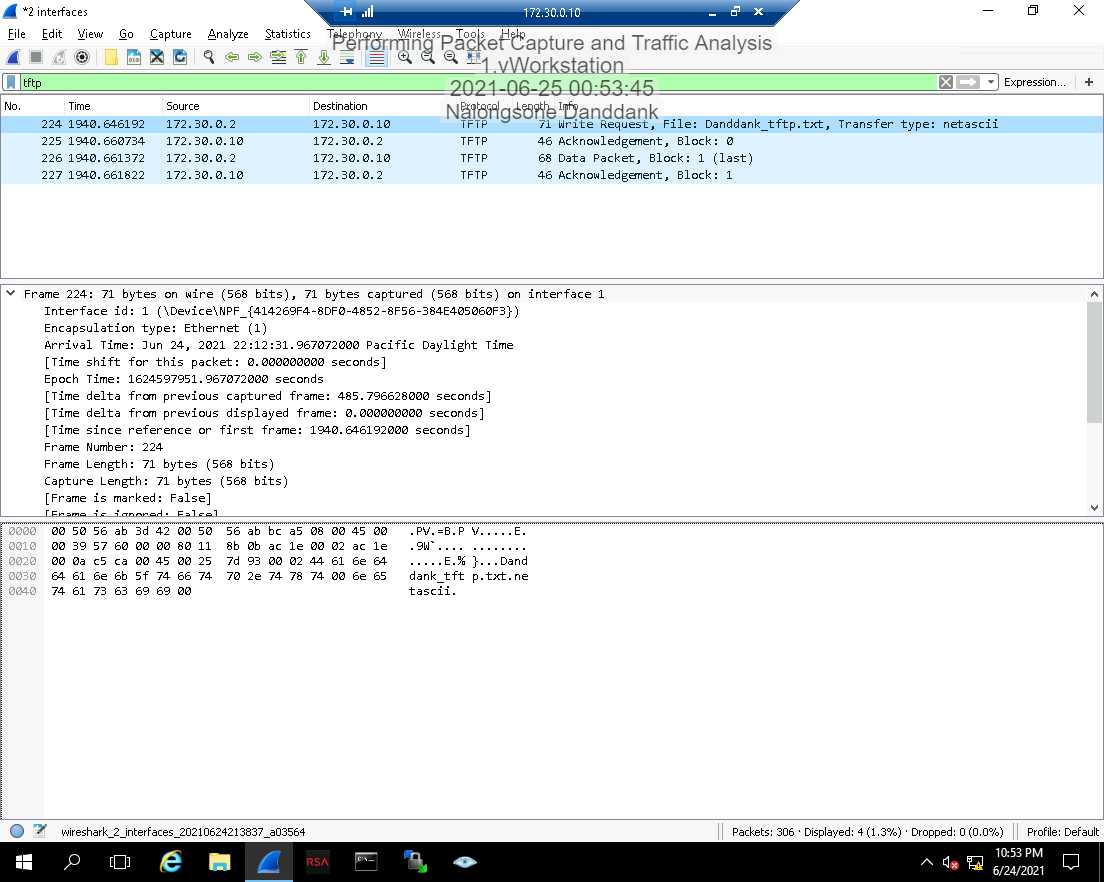 *2 interfaces
172.30.0.10
File Edit View Go Capture Analyze Statistics Telephony Wireless Tools Help
Performing Packet Capture and Traffic Analysis
1.vWorkstation
2021-06-25 00:53:45
Nalongsone Danddank
tftp
Expression...
No. Time Source Destination Protocol Length Info
224 1940.646192 172.30.0.2 172.30.0.10 TFTP 71 Write Request, File: Danddank_tftp.txt, Transfer type: netascii
225 1940.660734 172.30.0.10 172.30.0.2 TFTP 46 Acknowledgement, Block: 0
226 1940.661372 172.30.0.2 172.30.0.10 TFTP 68 Data Packet, Block: 1 (last)
227 1940.661822 172.30.0.10 172.30.0.2 TFTP 46 Acknowledgement, Block: 1
Frame 224: 71 bytes on wire (568 bits), 71 bytes captured (568 bits) on interface 1
Interface id: 1 (\Device\NPF_{414269F4-8DF0-4852-8F56-384E405060F3})
Encapsulation type: Ethernet (1)
Arrival Time: Jun 24, 2021 22:12:31.967072000 Pacific Daylight Time
[Time shift for this packet: 0.000000000 seconds]
Epoch Time: 1624597951.967072000 seconds
[Time delta from previous captured frame: 485.796628000 seconds]
[Time delta from previous displayed frame: 0.000000000 seconds]
[Time since reference or first frame: 1940.646192000 seconds]
Frame Number: 224
Frame Length: 71 bytes (568 bits)
Capture Length: 71 bytes (568 bits)
[Frame is marked: False]
[Frame is ignored: False]
0000 00 50 56 ab 3d 42 00 50 56 ab bc a5 08 00 45 00 .PV.=B.P V.....E.
0010 00 39 57 60 00 00 80 11 8b 0b ac 1e 00 02 ac 1e .9W`.... ........
0020 00 0a c5 ca 00 45 00 25 7d 93 00 02 44 61 6e 64 .....E.% }...Dand
0030 64 61 6e 6b 5f 74 66 74 70 2e 74 78 74 00 6e 65 dank_tft p.txt.ne
0040 74 61 73 63 69 69 00 tascii.
wireshark_2_interfaces_20210624213837_a03564
Packets: 306 · Displayed: 4 (1.3%) · Dropped: 0 (0.0%)
Profile: Default
RSA
10:53 PM
6/24/2021